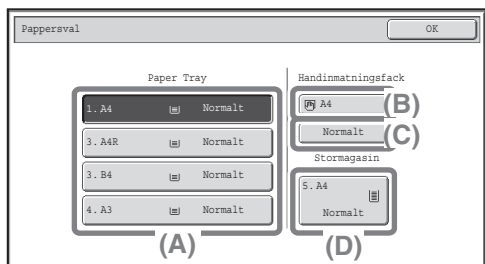 Pappersval
OK
Paper Tray
1. A4 Normalt
3. A4R Normalt
3. B4 Normalt
4. A3 Normalt
(A)
Handinmatningsfack
A4
(B)
Normalt
(C)
Stormagasin
5. A4
Normalt
(D)